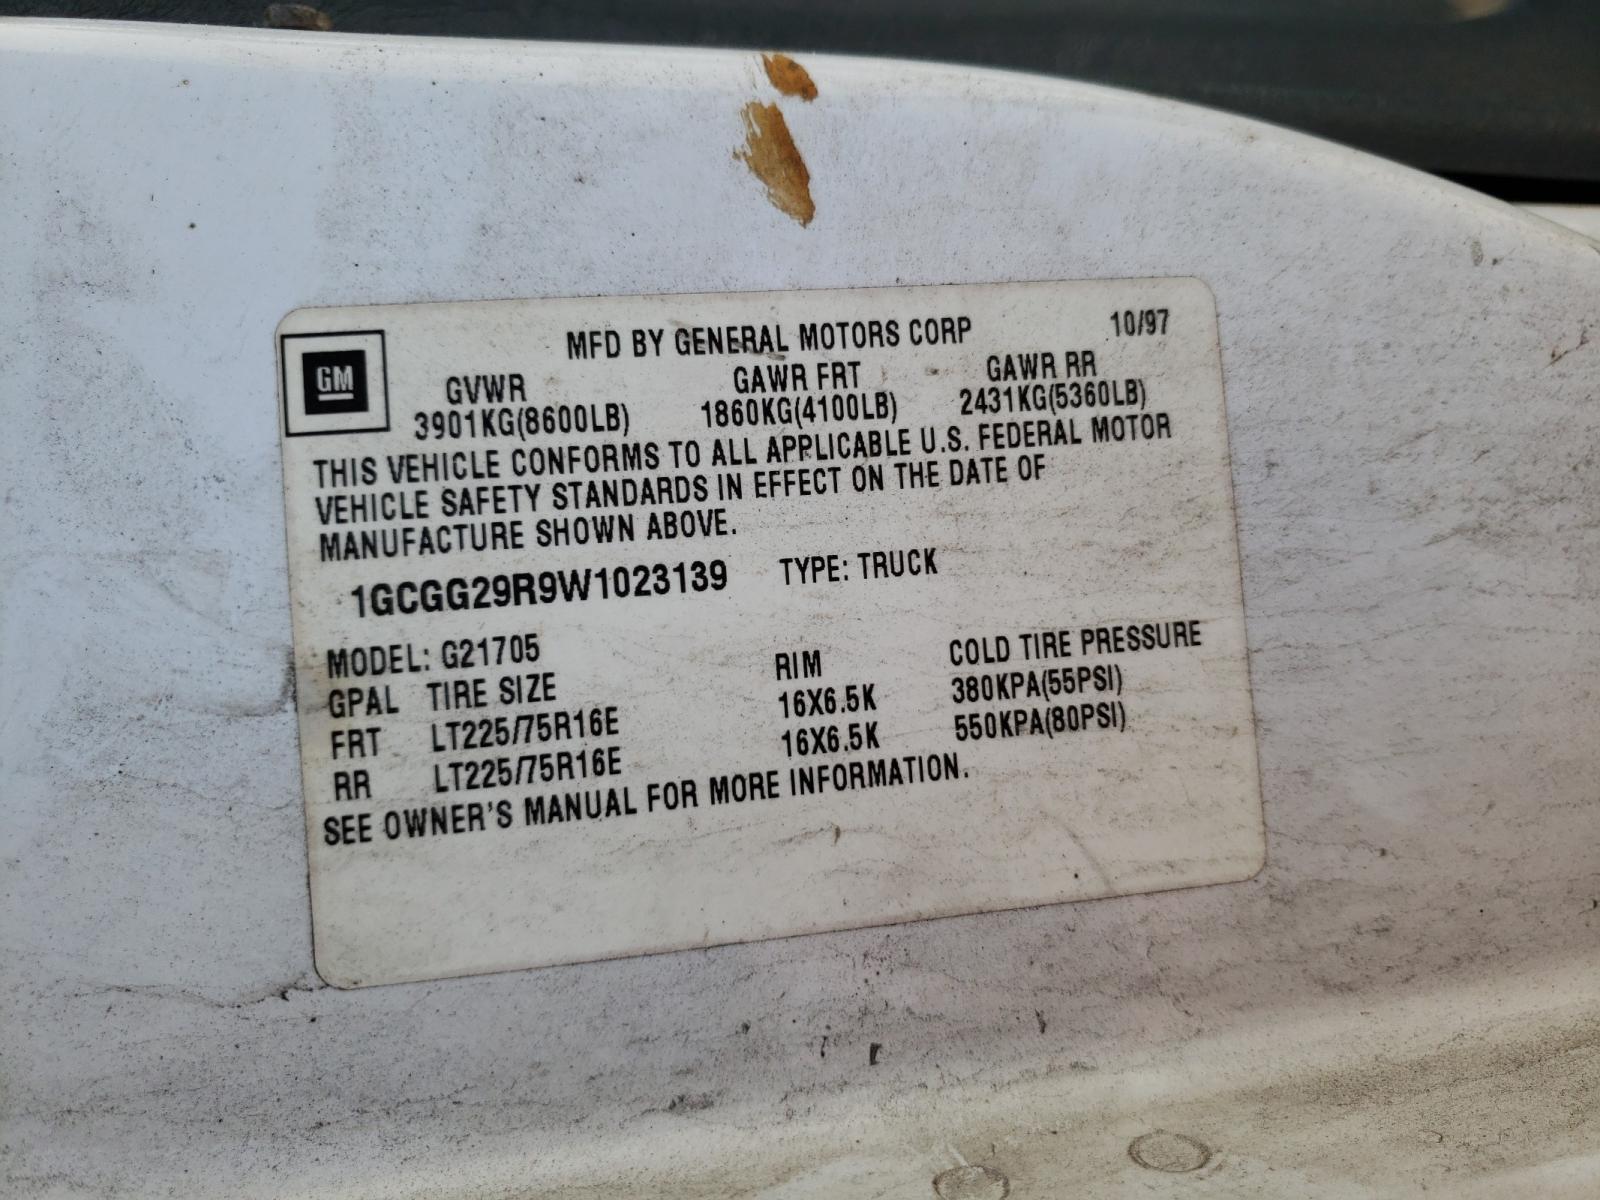 MFD BY GENERAL MOTORS CORP 10/97
GM
GVWR GAWR FRT GAWR RR
3901KG(8600LB) 1860KG(4100LB) 2431KG(5360LB)
THIS VEHICLE CONFORMS TO ALL APPLICABLE U.S. FEDERAL MOTOR
VEHICLE SAFETY STANDARDS IN EFFECT ON THE DATE OF
MANUFACTURE SHOWN ABOVE.
1GCGG29R9W1023139 TYPE: TRUCK
MODEL: G21705
GPAL TIRE SIZE RIM COLD TIRE PRESSURE
FRT LT225/75R16E 16X6.5K 380KPA(55PSI)
RR LT225/75R16E 16X6.5K 550KPA(80PSI)
SEE OWNER'S MANUAL FOR MORE INFORMATION.